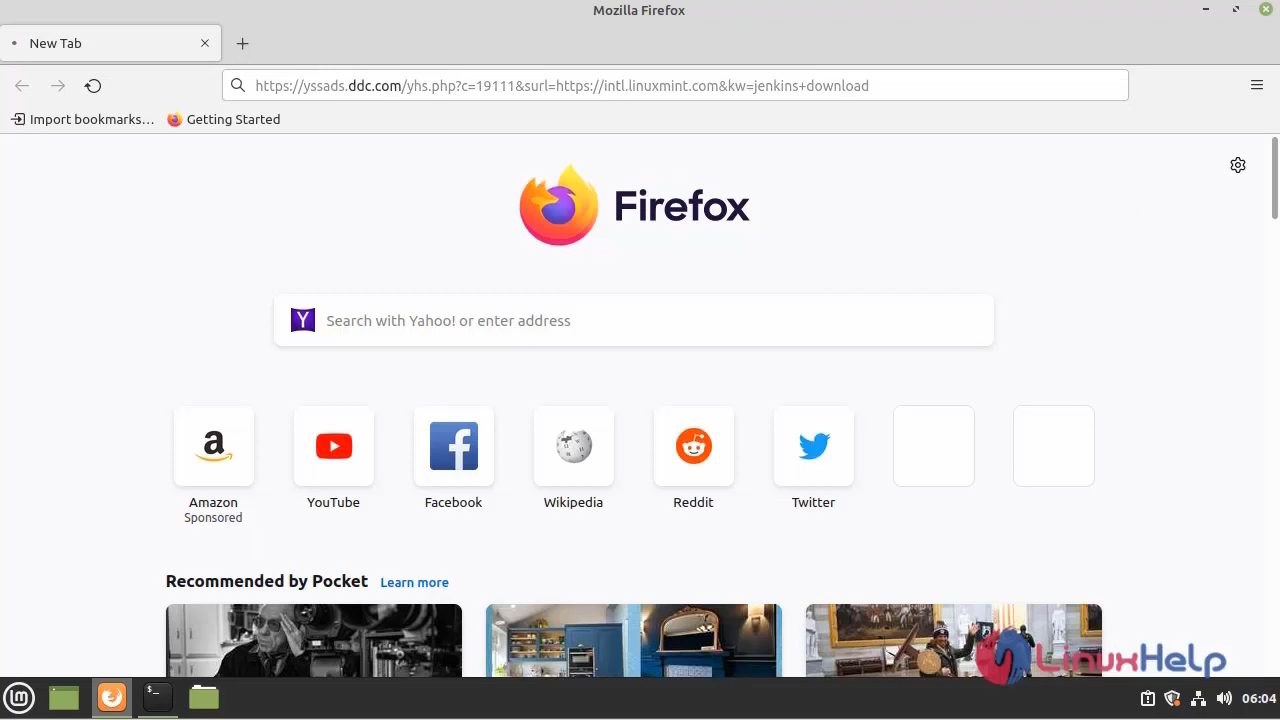 Mozilla Firefox
New Tab
https://yssads.ddc.com/yhs.php?c=19111&surl=https://intl.linuxmint.com&kw=jenkins+download
Import bookmarks…
Getting Started
Firefox
Y
Search with Yahoo! or enter address
Amazon
Sponsored
YouTube
Facebook
Wikipedia
Reddit
Twitter
Recommended by Pocket
Learn more
LinuxHelp
06:04